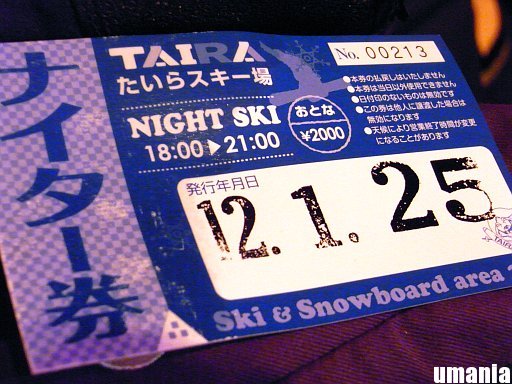 ナイター券
TAIRA
たいらスキー場
NIGHT SKI
18:00▶21:00
おとな
¥2000
No. 00213
●本券の払戻しはいたしません
●本券は当日以外使用できません
●日付印のないものは無効です
●この券は他人に譲渡した場合は
無効になります
●天候により営業終了時間が変更
になることがあります
発行年月日
12.1.25
Ski & Snowboard area
umania